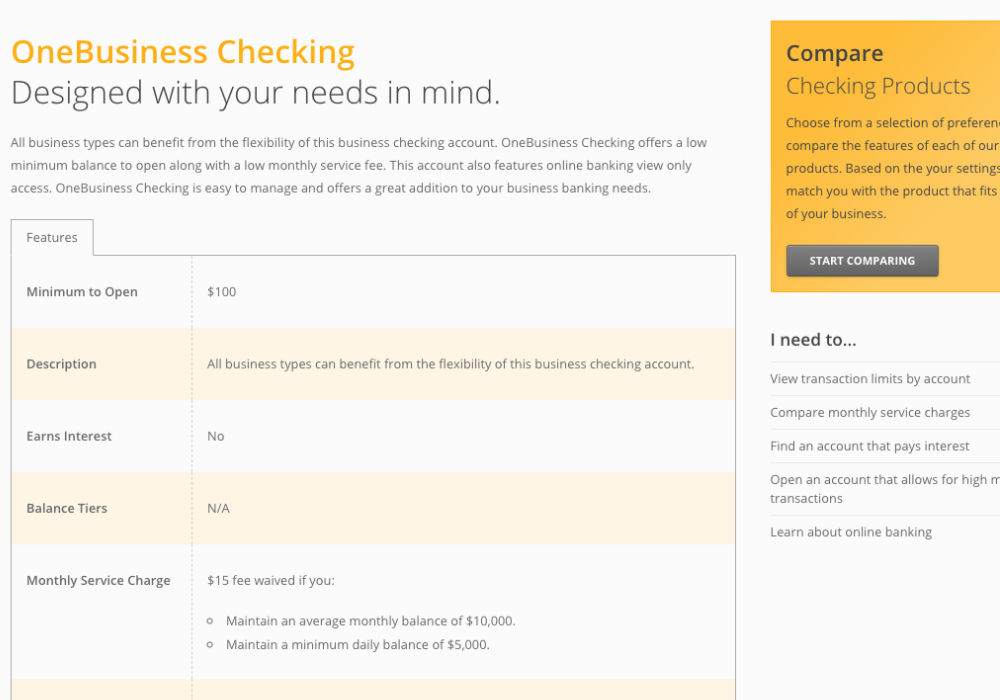 OneBusiness Checking
Designed with your needs in mind.
All business types can benefit from the flexibility of this business checking account. OneBusiness Checking offers a low
minimum balance to open along with a low monthly service fee. This account also features online banking view only
access. OneBusiness Checking is easy to manage and offers a great addition to your business banking needs.
Features
Minimum to Open $100
Description All business types can benefit from the flexibility of this business checking account.
Earns Interest No
Balance Tiers N/A
Monthly Service Charge $15 fee waived if you:
Maintain an average monthly balance of $10,000.
Maintain a minimum daily balance of $5,000.
Compare
Checking Products
Choose from a selection of
compare the features of each of our
products. Based on the your settings
match you with the product that fits
of your business.
START COMPARING
I need to...
View transaction limits by account
Compare monthly service charges
Find an account that pays interest
Open an account that allows for high
transactions
Learn about online banking